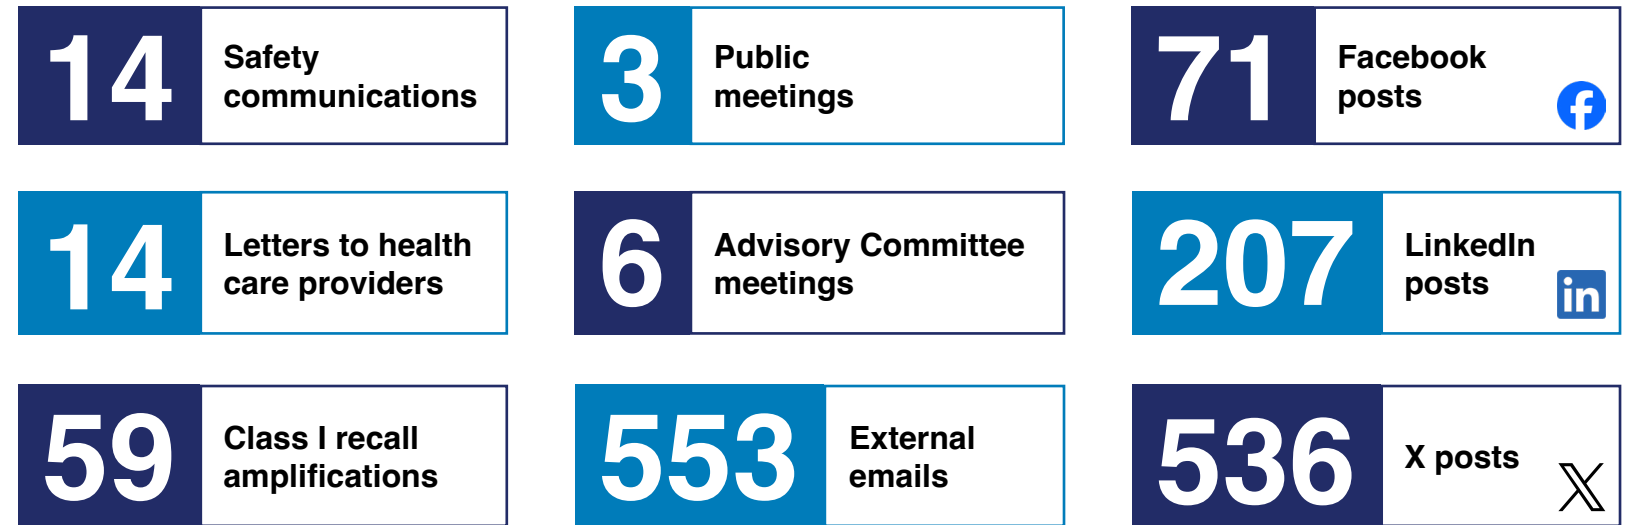 14
Safety
communications
3
Public
meetings
71
Facebook
posts
14
Letters to health
care providers
6
Advisory Committee
meetings
207
LinkedIn
posts
in
59
Class I recall
amplifications
553
External
emails
536
X posts